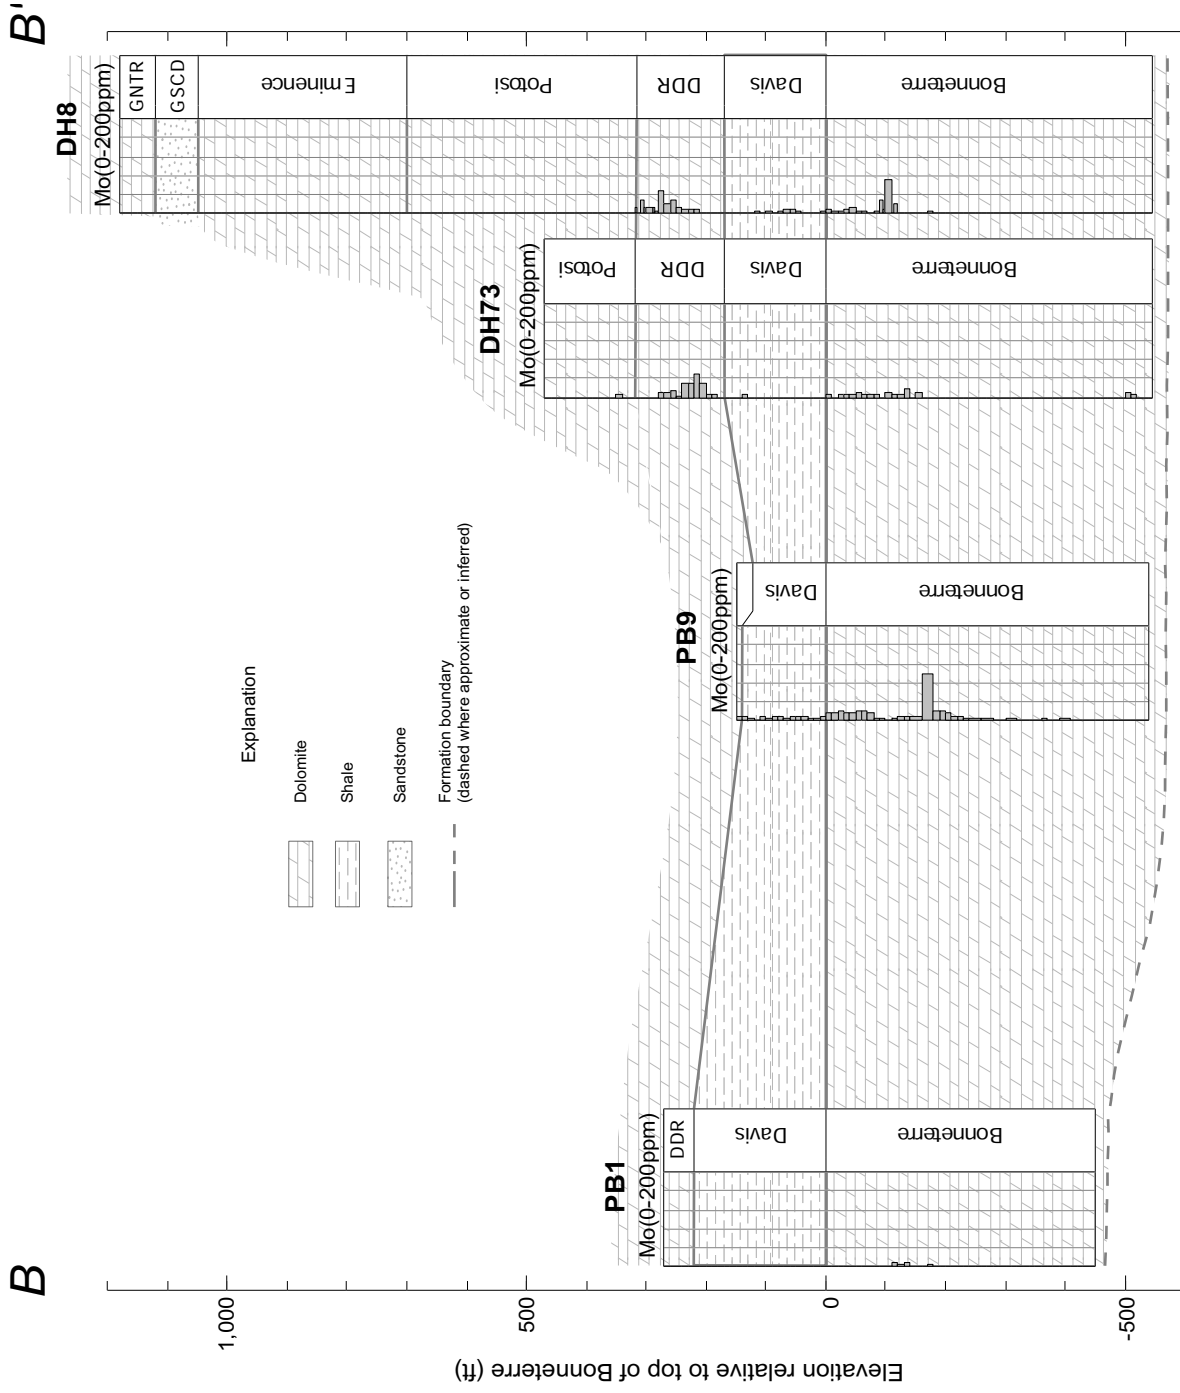 B
B'
DH8
Mo(0-200ppm)
GNTR
GSCD
Eminence
Potosi
DDR
Davis
Bonneterre
DH73
Mo(0-200ppm)
Potosi
DDR
Davis
Bonneterre
PB9
Mo(0-200ppm)
Davis
Bonneterre
PB1
Mo(0-200ppm)
DDR
Davis
Bonneterre
Explanation
Dolomite
Shale
Sandstone
Formation boundary
(dashed where approximate or inferred)
1,000
500
0
-500
Elevation relative to top of Bonneterre (ft)